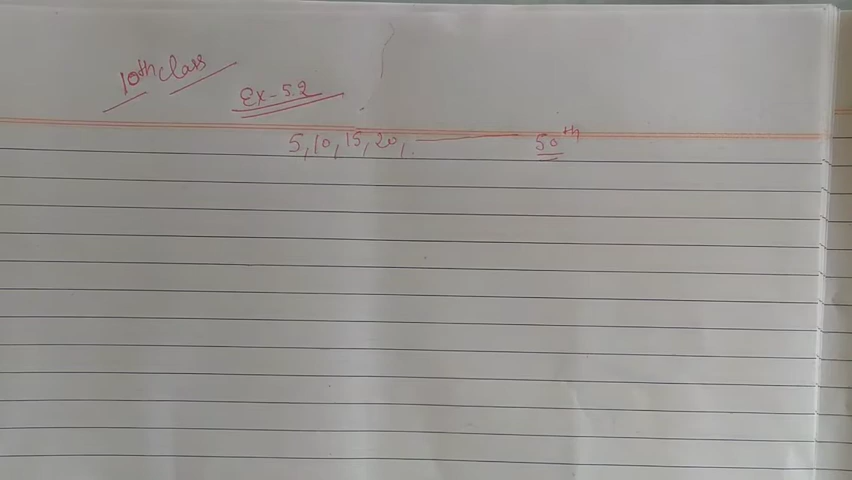 10th class
Ex-5.2
5, 10, 15, 20, . —— 50th